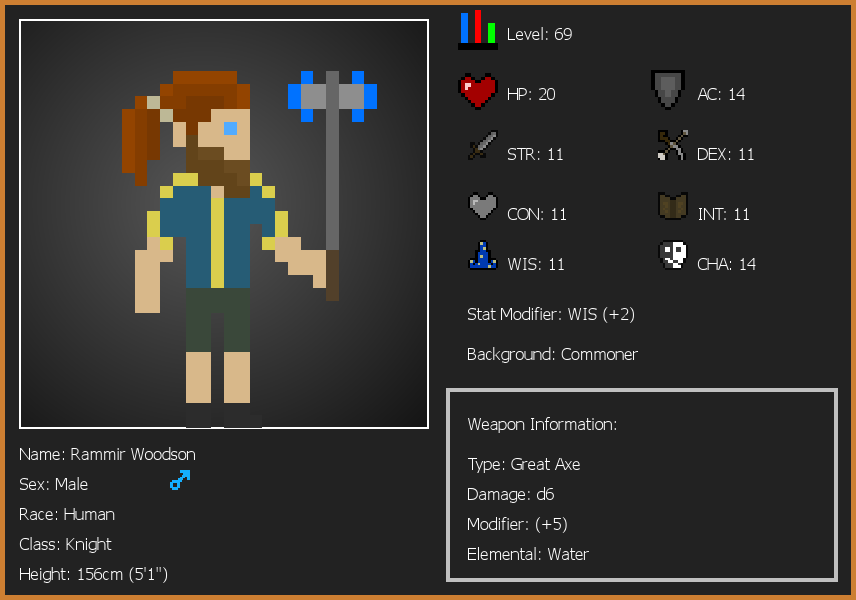 Level: 69
HP: 20
AC: 14
STR: 11
DEX: 11
CON: 11
INT: 11
WIS: 11
CHA: 14
Stat Modifier: WIS (+2)
Background: Commoner
Weapon Information:
Type: Great Axe
Damage: d6
Modifier: (+5)
Elemental: Water
Name: Rammir Woodson
Sex: Male
Race: Human
Class: Knight
Height: 156cm (5'1")